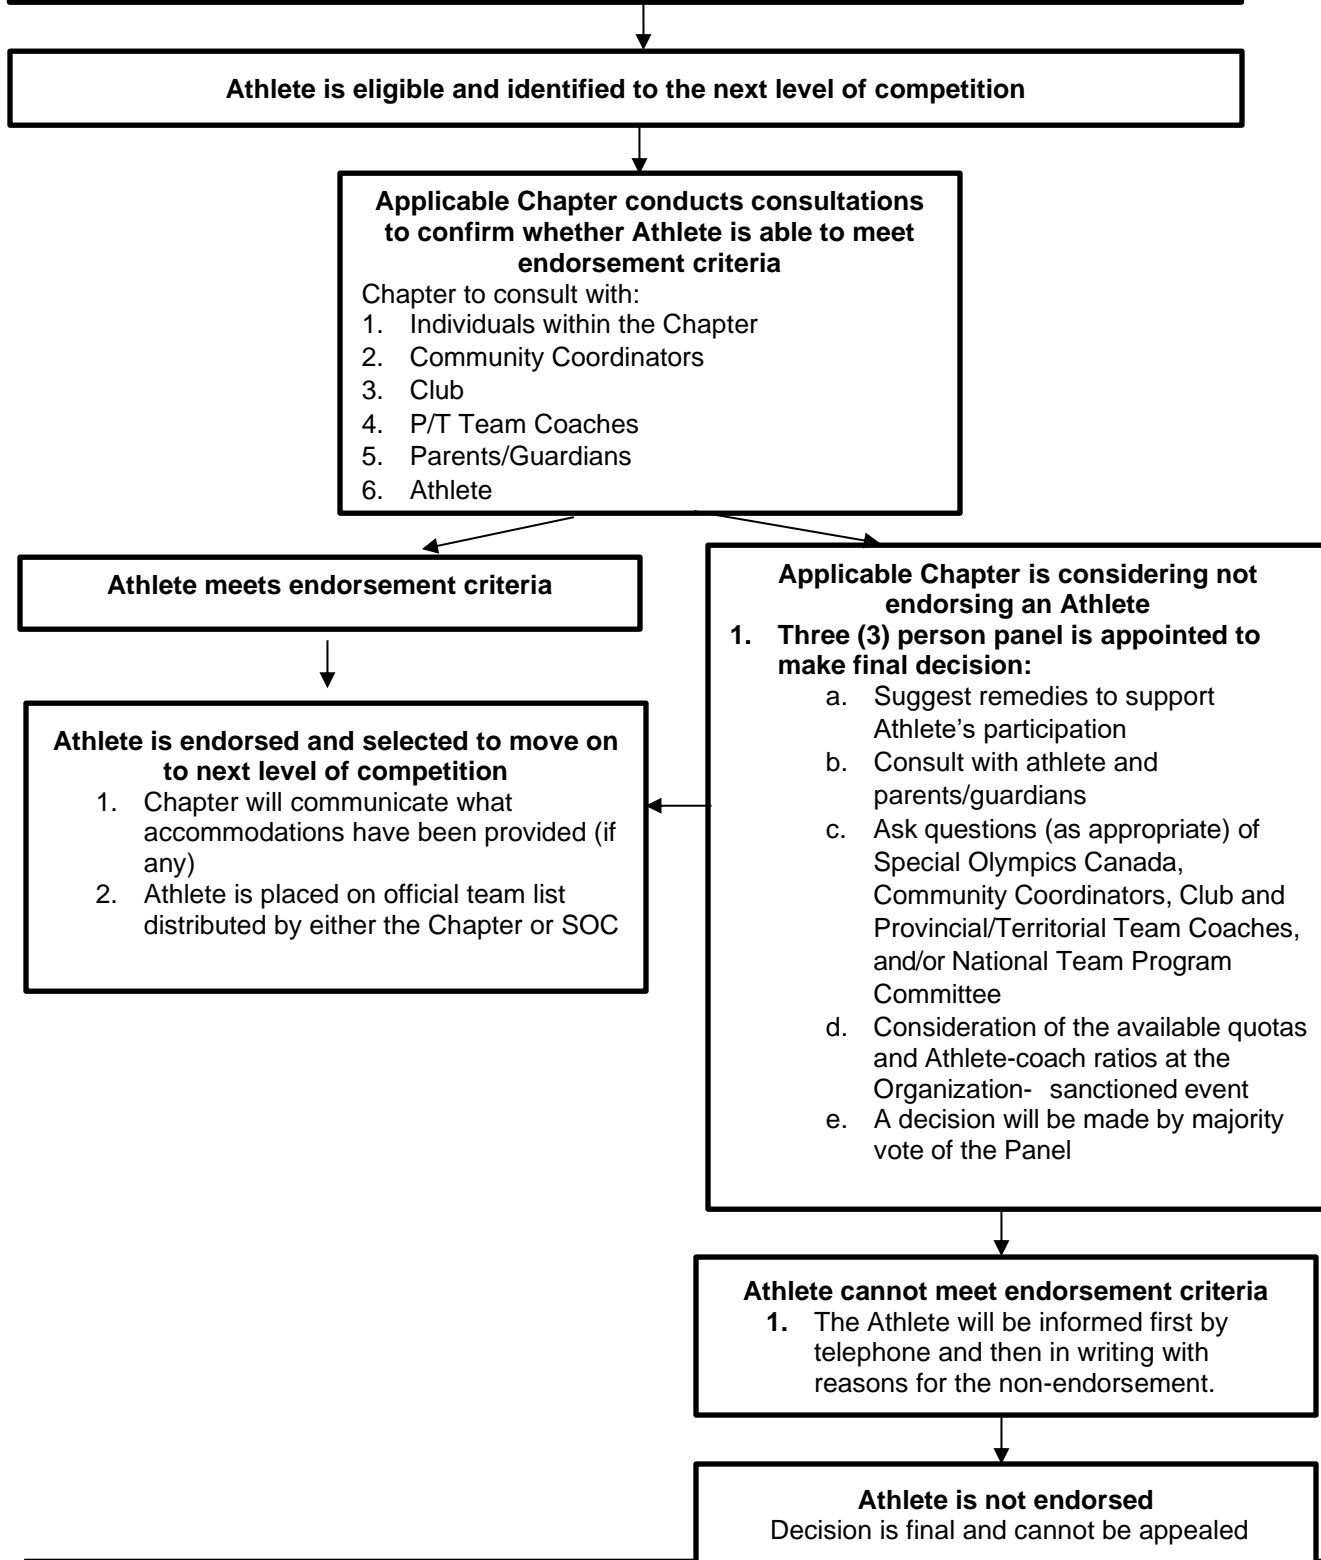 Athlete is eligible and identified to the next level of competition
Applicable Chapter conducts consultations
to confirm whether Athlete is able to meet
endorsement criteria
Chapter to consult with:
1. Individuals within the Chapter
2. Community Coordinators
3. Club
4. P/T Team Coaches
5. Parents/Guardians
6. Athlete
Athlete meets endorsement criteria
Athlete is endorsed and selected to move on
to next level of competition
1. Chapter will communicate what
accommodations have been provided (if
any)
2. Athlete is placed on official team list
distributed by either the Chapter or SOC
Applicable Chapter is considering not
endorsing an Athlete
1. Three (3) person panel is appointed to
make final decision:
a. Suggest remedies to support
Athlete's participation
b. Consult with athlete and
parents/guardians
c. Ask questions (as appropriate) of
Special Olympics Canada,
Community Coordinators, Club and
Provincial/Territorial Team Coaches,
and/or National Team Program
Committee
d. Consideration of the available quotas
and Athlete-coach ratios at the
Organization- sanctioned event
e. A decision will be made by majority
vote of the Panel
Athlete cannot meet endorsement criteria
1. The Athlete will be informed first by
telephone and then in writing with
reasons for the non-endorsement.
Athlete is not endorsed
Decision is final and cannot be appealed